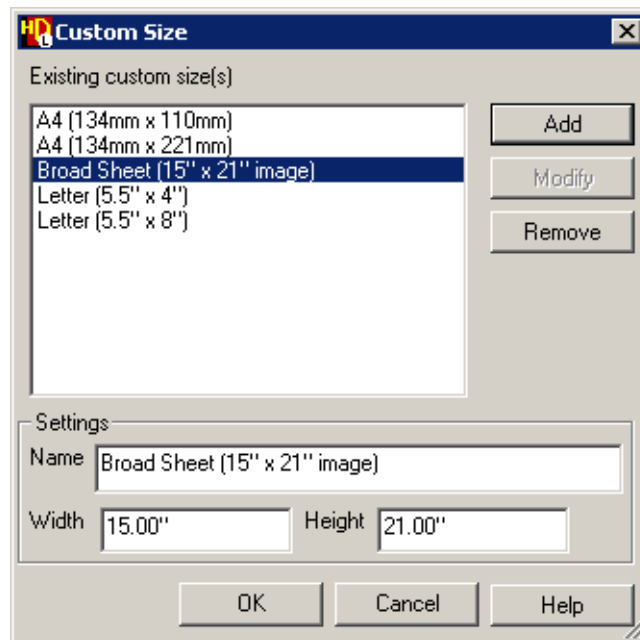 HDL Custom Size
Existing custom size(s)
A4 (134mm x 110mm)
A4 (134mm x 221mm)
Broad Sheet (15" x 21" image)
Letter (5.5" x 4")
Letter (5.5" x 8")
Add
Modify
Remove
Settings
Name Broad Sheet (15" x 21" image)
Width 15.00" Height 21.00"
OK Cancel Help